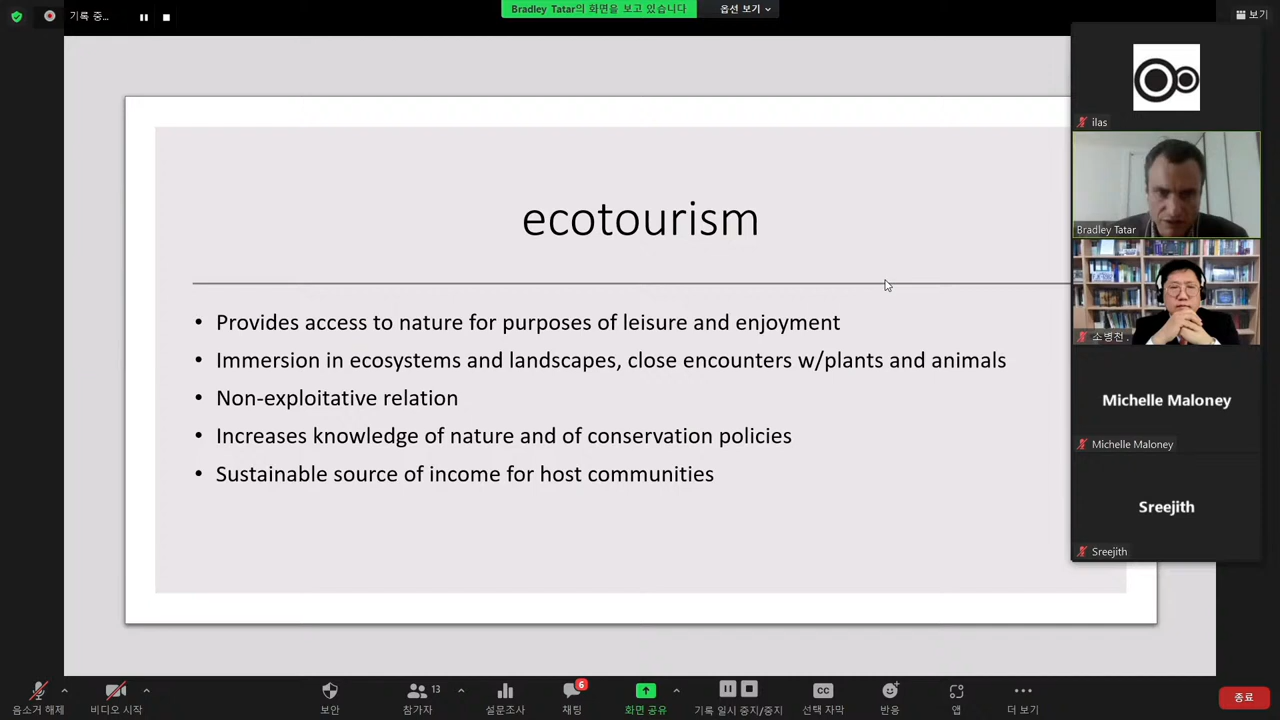 기록 중...
Bradley Tatar의 화면을 보고 있습니다
옵션 보기
보기
ecotourism
• Provides access to nature for purposes of leisure and enjoyment
• Immersion in ecosystems and landscapes, close encounters w/plants and animals
• Non-exploitative relation
• Increases knowledge of nature and of conservation policies
• Sustainable source of income for host communities
ilas
Bradley Tatar
소병천 .
Michelle Maloney
Michelle Maloney
Sreejith
Sreejith
음소거 해제
비디오 시작
보안
13
참가자
설문조사
6
채팅
화면 공유
기록 일시 중지/중지
CC
선택 자막
반응
앱
더 보기
종료